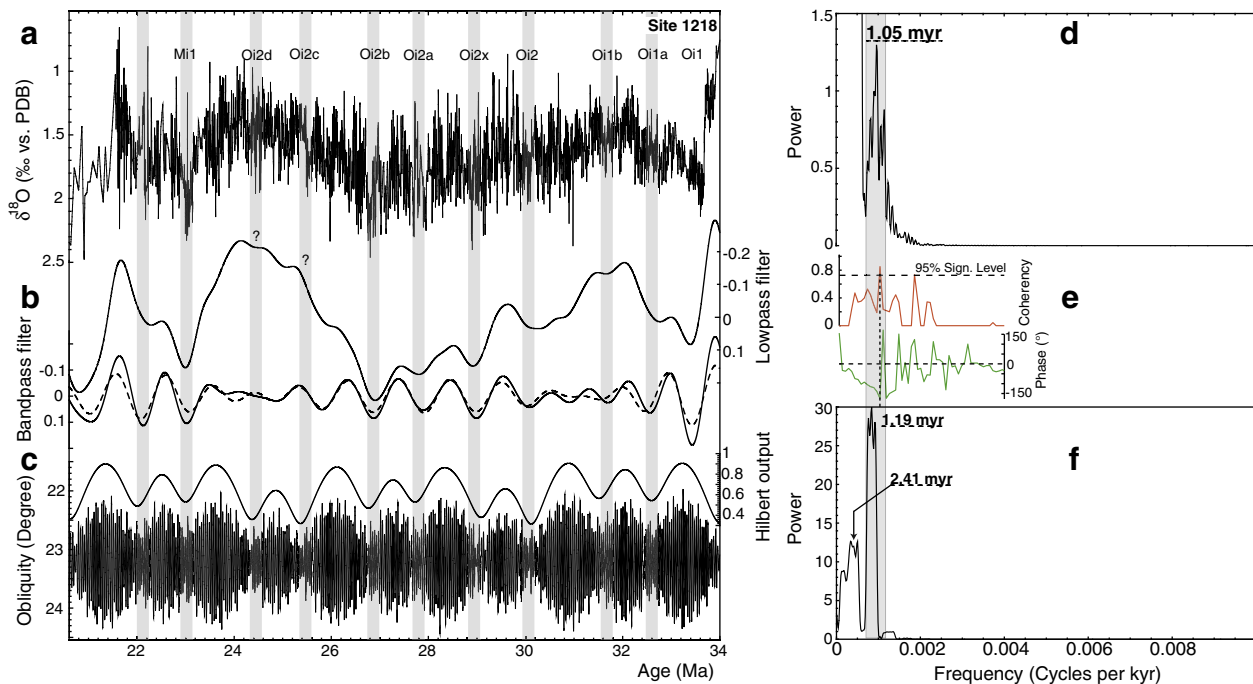 a
Site 1218
Mi1
Oi2d
Oi2c
Oi2b
Oi2a
Oi2x
Oi2
Oi1b
Oi1a
Oi1
1
1.5
2
2.5
δ18O (‰ vs. PDB)
?
?
b
-0.2
-0.1
0
0.1
Lowpass filter
-0.1
0
0.1
Bandpass filter
c
1
0.8
0.6
0.4
Hilbert output
22
23
24
Obliquity (Degree)
22
24
26
28
30
32
34
Age (Ma)
d
1.05 myr
1.5
1
0.5
0
Power
e
95% Sign. Level
0.8
0.4
0
Coherency
150
0
-150
Phase (°)
f
1.19 myr
2.41 myr
30
25
20
15
10
5
0
Power
0
0.002
0.004
0.006
0.008
Frequency (Cycles per kyr)